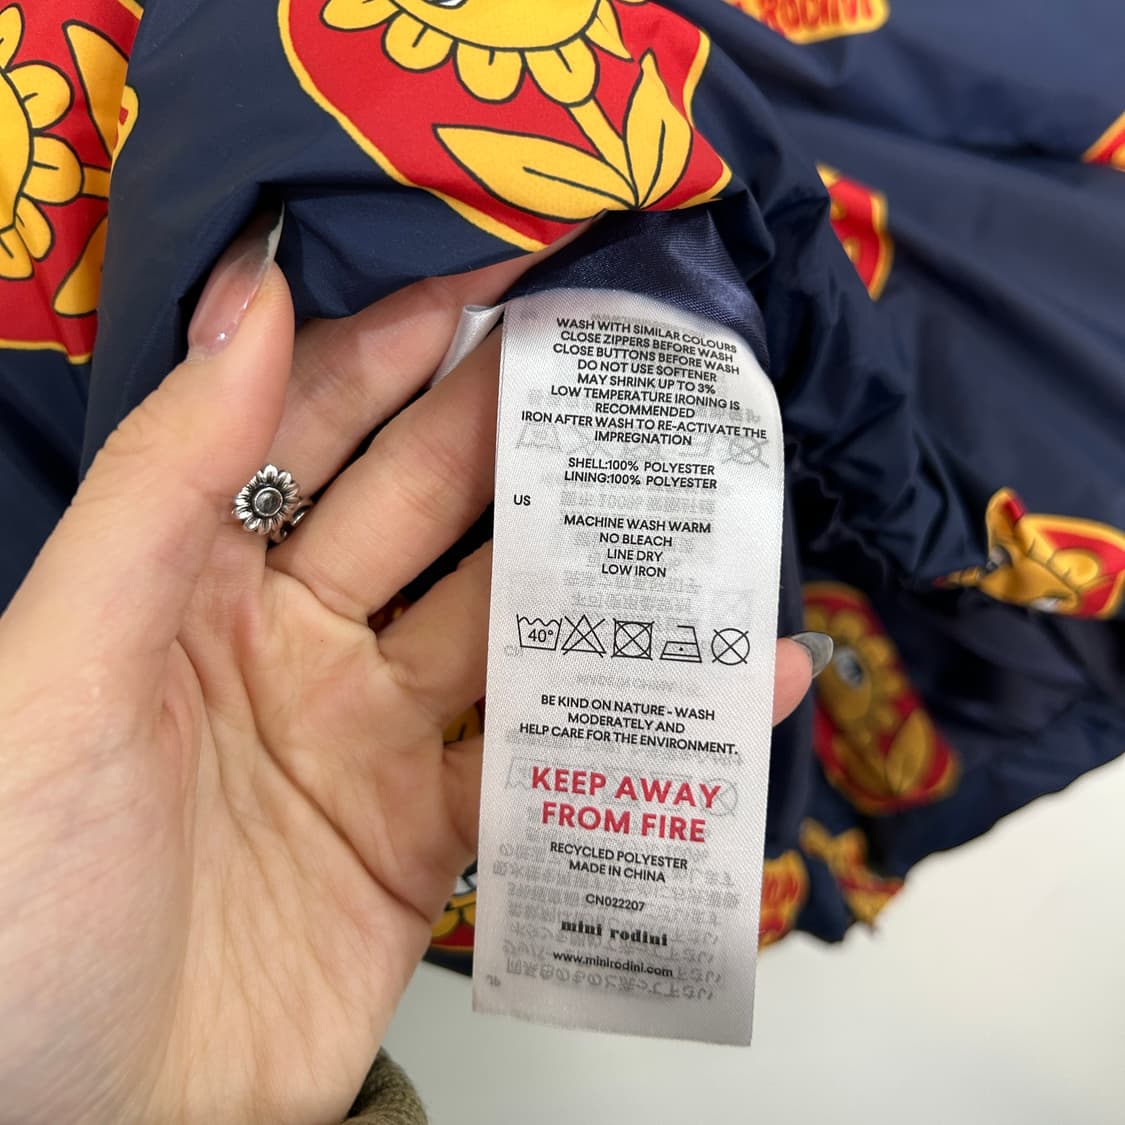 RODINI
WASH WITH SIMILAR COLOURS
CLOSE ZIPPERS BEFORE WASH
CLOSE BUTTONS BEFORE WASH
DO NOT USE SOFTENER
MAY SHRINK UP TO 3%
LOW TEMPERATURE IRONING IS
RECOMMENDED
IRON AFTER WASH TO RE-ACTIVATE THE
IMPREGNATION
SHELL:100% POLYESTER
LINING:100% POLYESTER
US
MACHINE WASH WARM
NO BLEACH
LINE DRY
LOW IRON
40°
BE KIND ON NATURE - WASH
MODERATELY AND
HELP CARE FOR THE ENVIRONMENT.
KEEP AWAY
FROM FIRE
RECYCLED POLYESTER
MADE IN CHINA
CN022207
mini rodini
www.minirodini.com